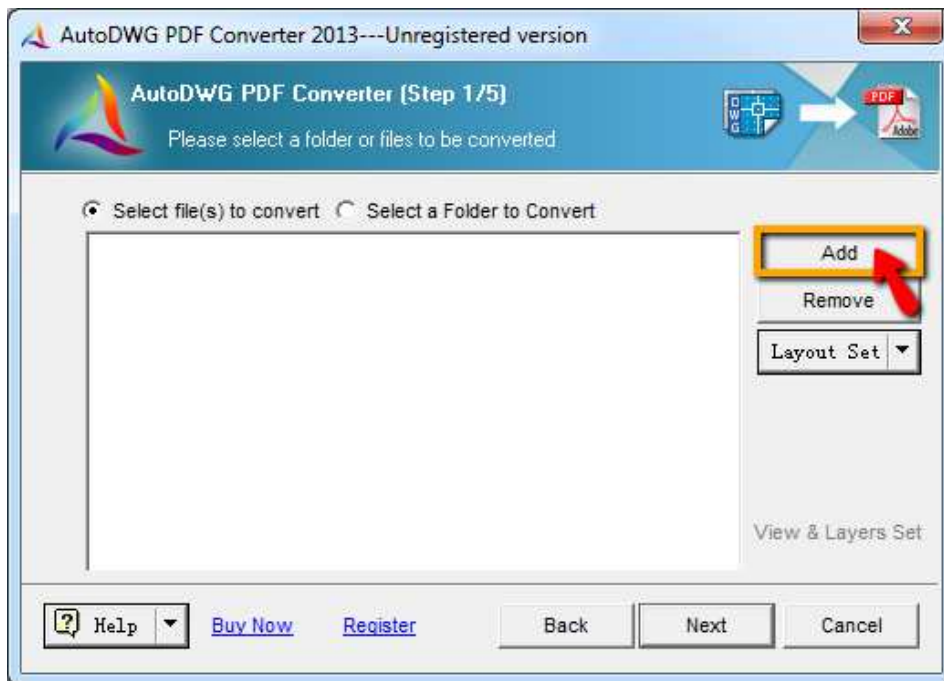 AutoDWG PDF Converter 2013---Unregistered version
AutoDWG PDF Converter (Step 1/5)
Please select a folder or files to be converted
DWG
PDF
Adobe
Select file(s) to convert Select a Folder to Convert
Add
Remove
Layout Set
View & Layers Set
Help Buy Now Register Back Next Cancel